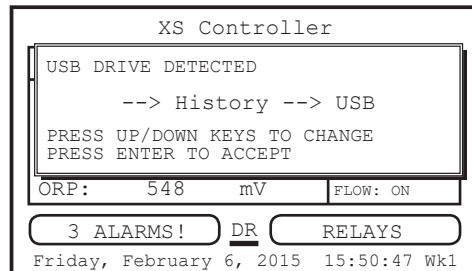 XS Controller
USB DRIVE DETECTED
--> History --> USB
PRESS UP/DOWN KEYS TO CHANGE
PRESS ENTER TO ACCEPT
ORP: 548 mV FLOW: ON
3 ALARMS! DR RELAYS
Friday, February 6, 2015 15:50:47 Wk1